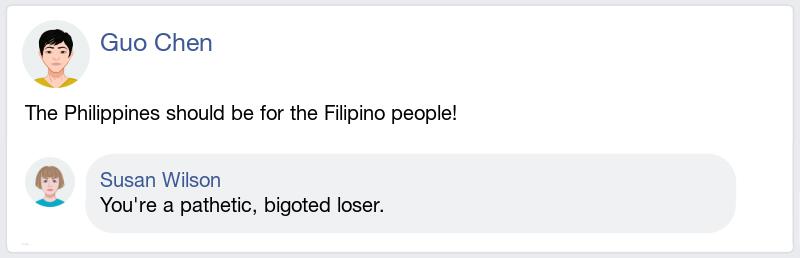 Guo Chen
The Philippines should be for the Filipino people!
Susan Wilson
You're a pathetic, bigoted loser.